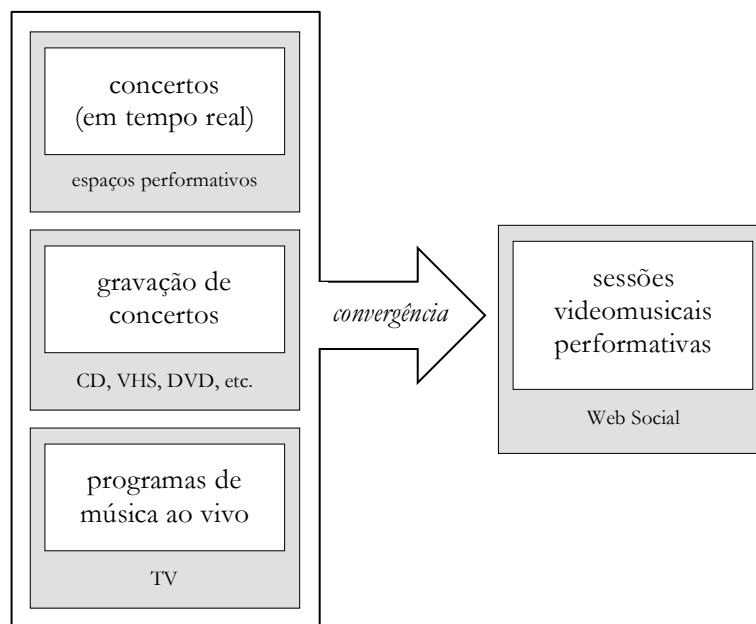 concertos
(em tempo real)
espaços performativos
gravação de
concertos
CD, VHS, DVD, etc.
programas de
música ao vivo
TV
convergência
sessões
videomusicais
performativas
Web Social